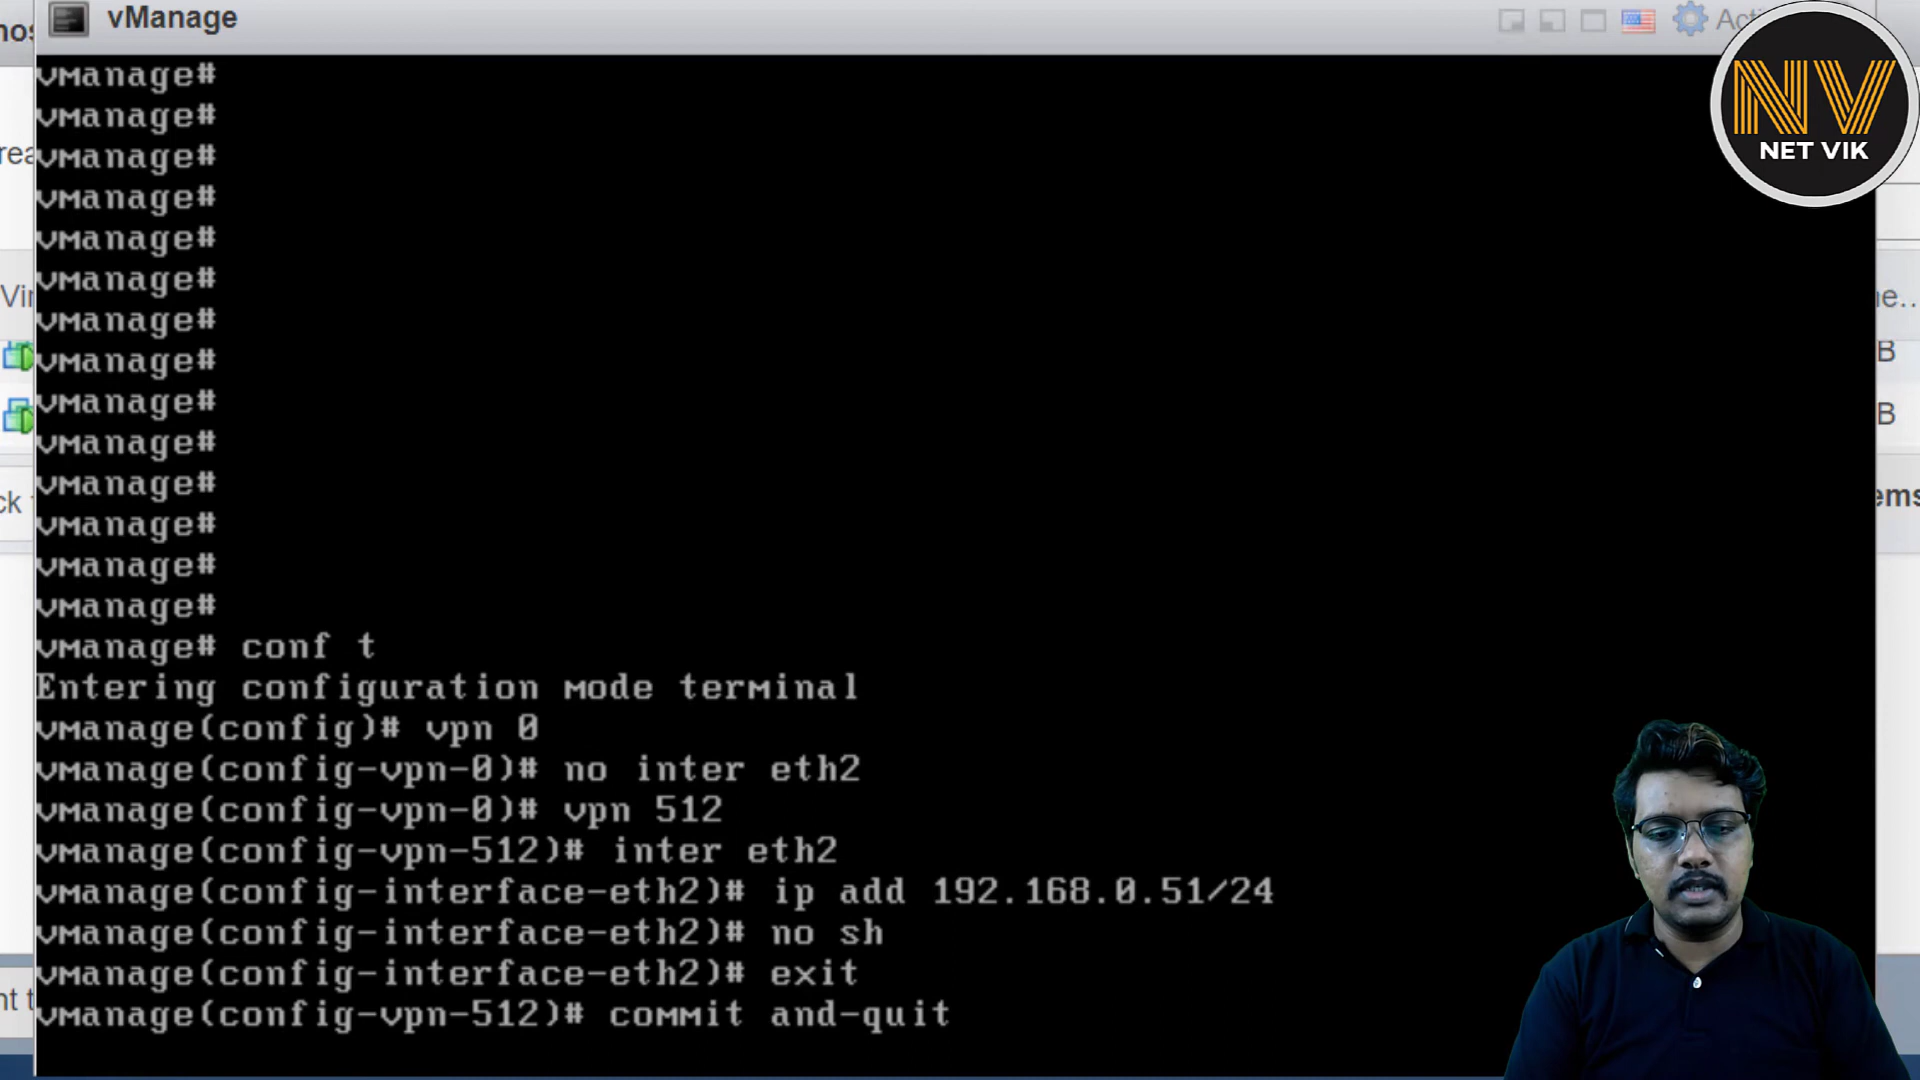 vManage
NV
NET VIK
vmanage#
vmanage#
vmanage#
vmanage#
vmanage#
vmanage#
vmanage#
vmanage#
vmanage#
vmanage#
vmanage#
vmanage#
vmanage#
vmanage#
vmanage# conf t
Entering configuration mode terminal
vmanage(config)# vpn 0
vmanage(config-vpn-0)# no inter eth2
vmanage(config-vpn-0)# vpn 512
vmanage(config-vpn-512)# inter eth2
vmanage(config-interface-eth2)# ip add 192.168.0.51/24
vmanage(config-interface-eth2)# no sh
vmanage(config-interface-eth2)# exit
vmanage(config-vpn-512)# commit and-quit